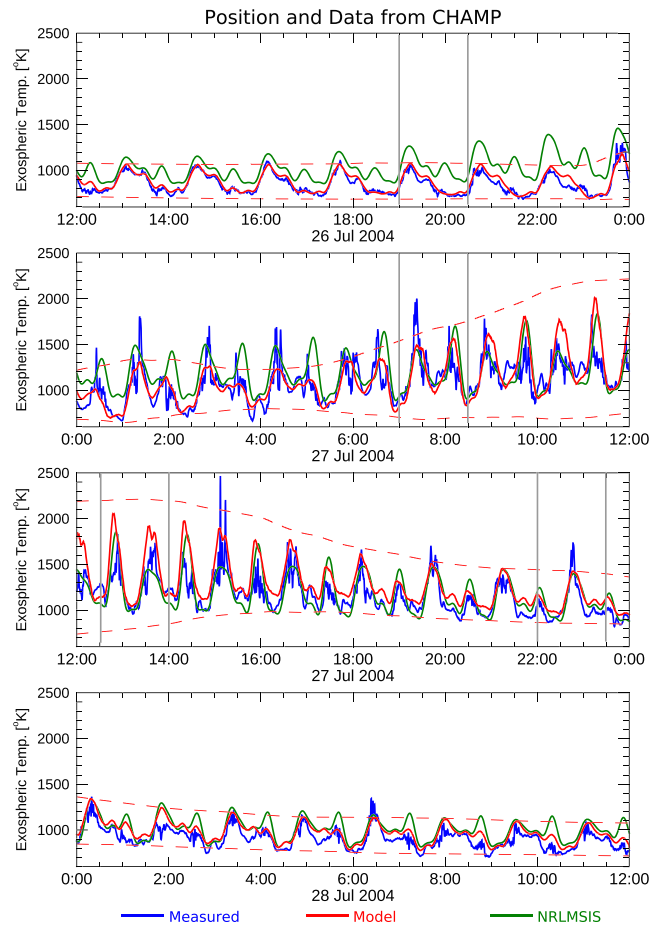 Position and Data from CHAMP
Exospheric Temp. [°K]
2500
2000
1500
1000
12:00 14:00 16:00 18:00 20:00 22:00 0:00
26 Jul 2004
Exospheric Temp. [°K]
2500
2000
1500
1000
0:00 2:00 4:00 6:00 8:00 10:00 12:00
27 Jul 2004
Exospheric Temp. [°K]
2500
2000
1500
1000
12:00 14:00 16:00 18:00 20:00 22:00 0:00
27 Jul 2004
Exospheric Temp. [°K]
2500
2000
1500
1000
0:00 2:00 4:00 6:00 8:00 10:00 12:00
28 Jul 2004
Measured Model NRLMSIS